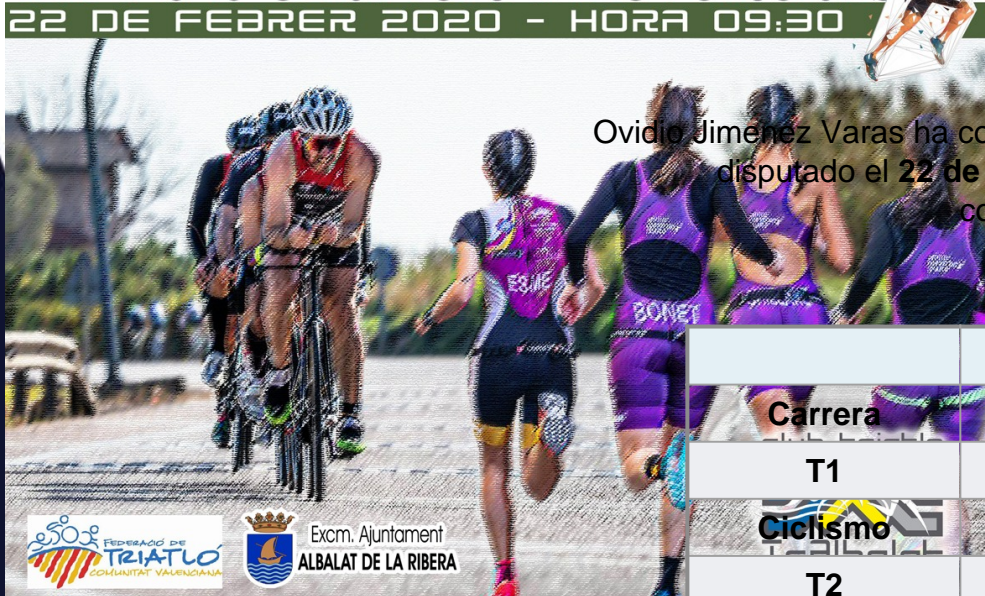 22 DE FEBRER 2020 - HORA 09:30
Ovidio Jimenez Varas ha co
disputado el 22 de
co
ESME
BONET
Carrera
T1
Ciclismo
T2
FEDERACIÓ DE
TRIATLÓ
COMUNITAT VALENCIANA
Excm. Ajuntament
ALBALAT DE LA RIBERA